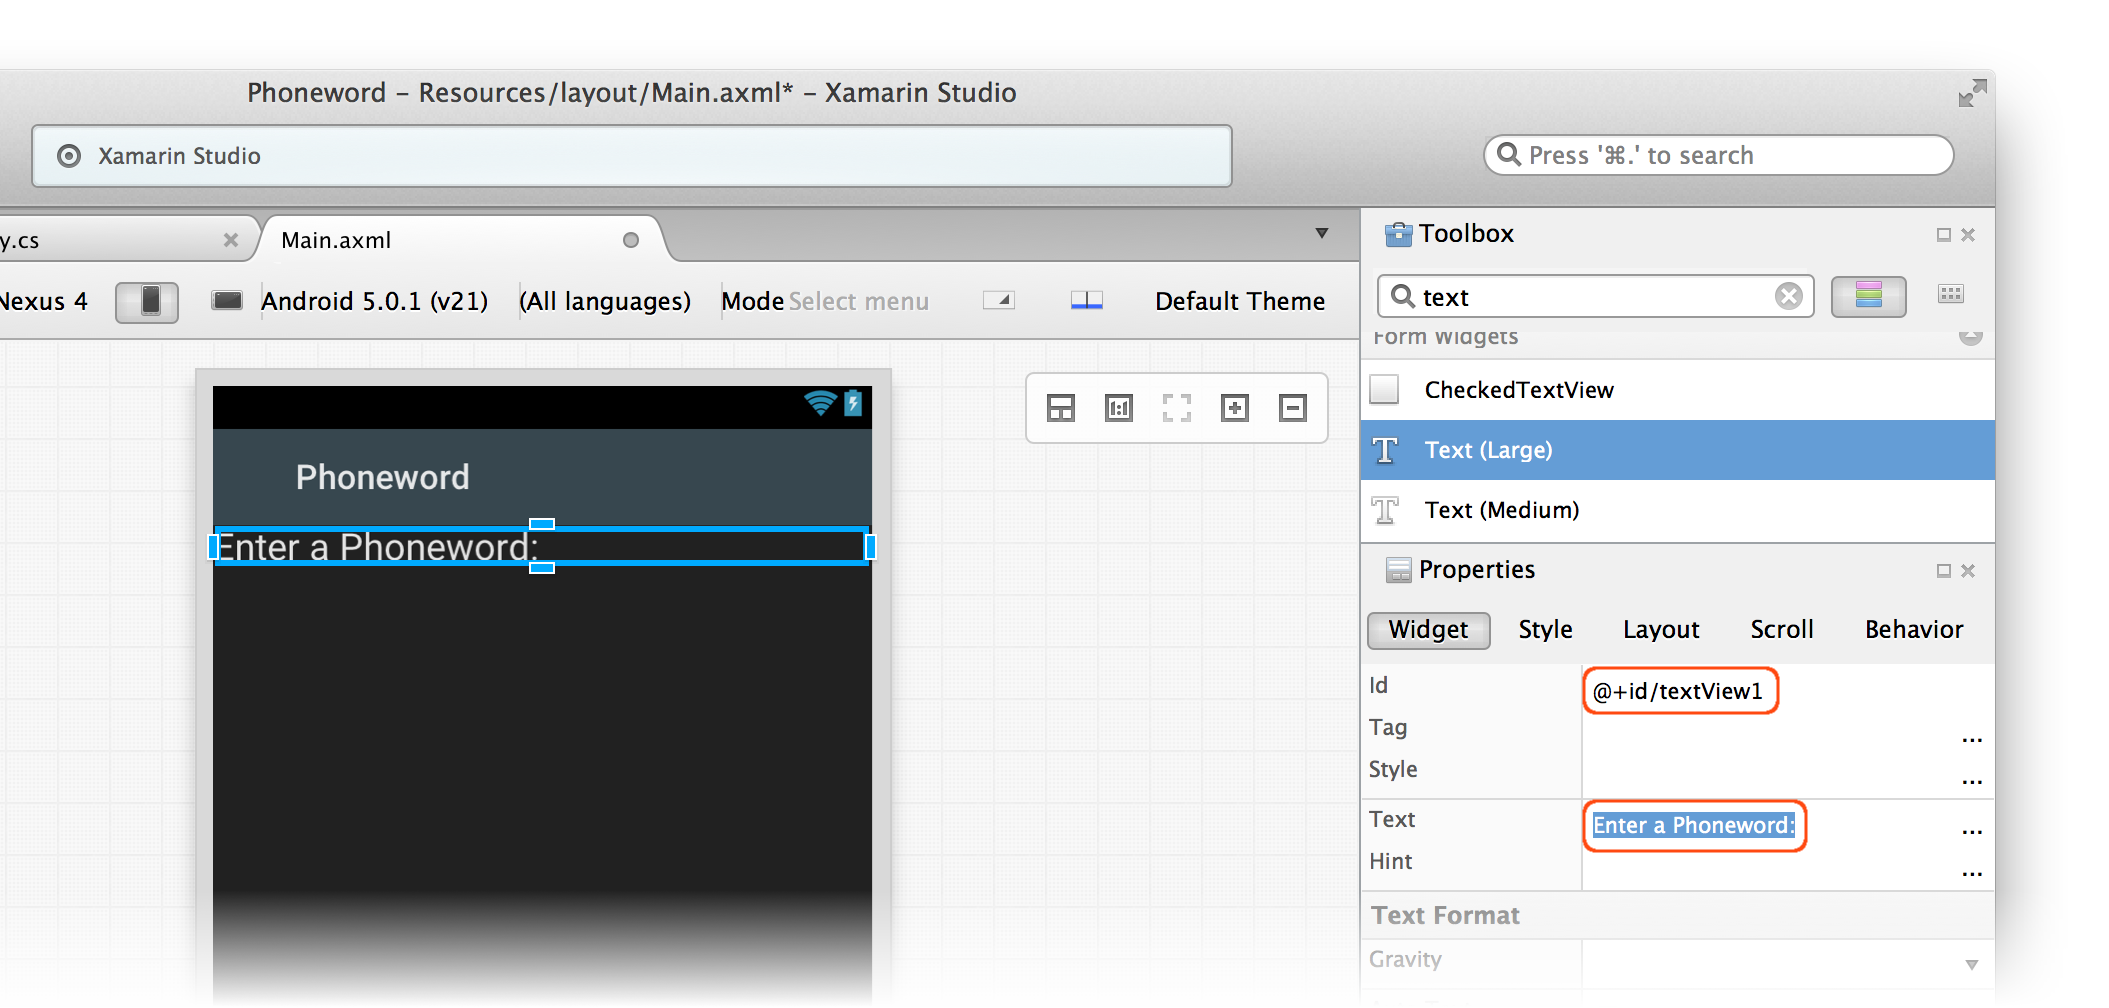 Phoneword – Resources/layout/Main.axml* – Xamarin Studio
Xamarin Studio
Press '⌘.' to search
y.cs
Main.axml
Toolbox
Nexus 4
Android 5.0.1 (v21)
(All languages)
Mode Select menu
Default Theme
text
Form Widgets
CheckedTextView
Text (Large)
Text (Medium)
1:1
Phoneword
Enter a Phoneword:
Properties
Widget Style Layout Scroll Behavior
Id @+id/textView1
Tag ...
Style ...
Text Enter a Phoneword: ...
Hint ...
Text Format
Gravity